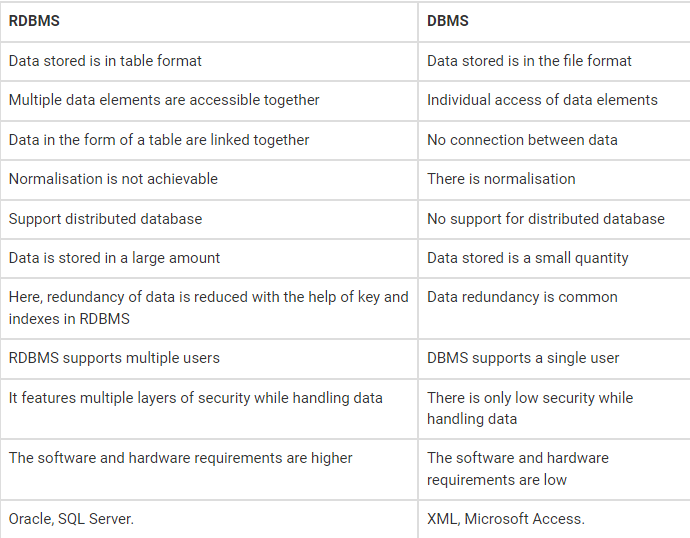 RDBMS
DBMS
Data stored is in table format
Data stored is in the file format
Multiple data elements are accessible together
Individual access of data elements
Data in the form of a table are linked together
No connection between data
Normalisation is not achievable
There is normalisation
Support distributed database
No support for distributed database
Data is stored in a large amount
Data stored is a small quantity
Here, redundancy of data is reduced with the help of key and
indexes in RDBMS
Data redundancy is common
RDBMS supports multiple users
DBMS supports a single user
It features multiple layers of security while handling data
There is only low security while
handling data
The software and hardware requirements are higher
The software and hardware
requirements are low
Oracle, SQL Server.
XML, Microsoft Access.